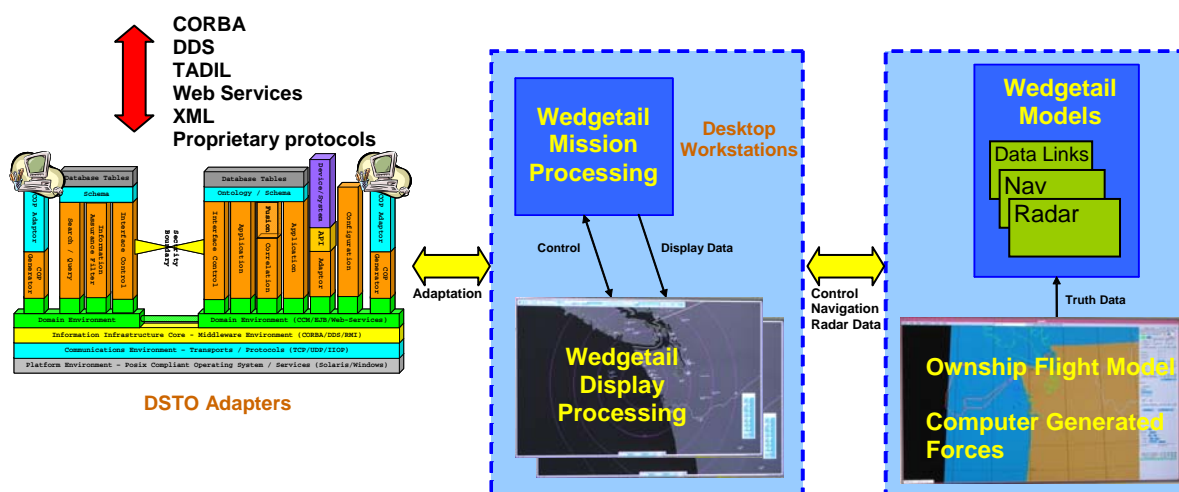 CORBA
DDS
TADIL
Web Services
XML
Proprietary protocols
Database Tables
Schema
COP Adaptor
COP Generator
Search / Query
Information Assurance Filter
Interface Control
Security Boundary
Database Tables
Ontology / Schema
Interface Control
Application
Fusion
Correlation
Application
Device/System
API
Adaptor
Configuration
COP Adaptor
COP Generator
Domain Environment
Domain Environment (CCM/EJB/Web-Services)
Information Infrastructure Core - Middleware Environment (CORBA/DDS/RMI)
Communications Environment - Transports / Protocols (TCP/UDP/IIOP)
Platform Environment - Posix Compliant Operating System / Services (Solaris/Windows)
DSTO Adapters
Adaptation
Wedgetail
Mission
Processing
Desktop
Workstations
Control
Display Data
Wedgetail
Display
Processing
Control
Navigation
Radar Data
Wedgetail
Models
Data Links
Nav
Radar
Truth Data
Ownship Flight Model
Computer Generated
Forces